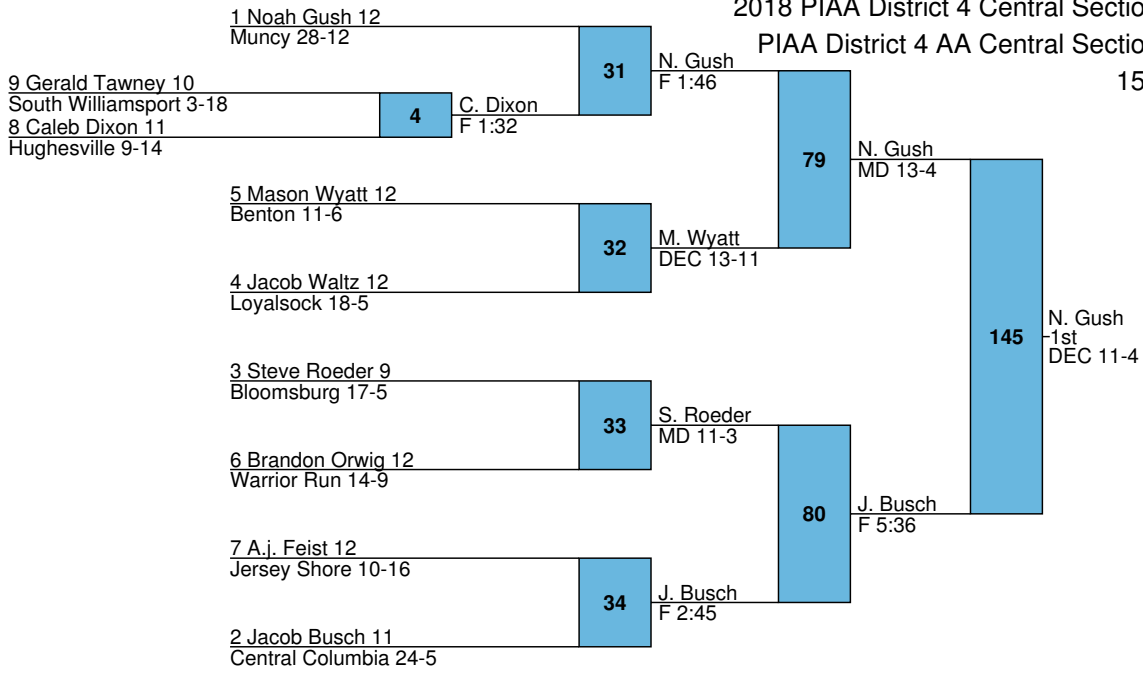 2018 PIAA District 4 Central Sectio
PIAA District 4 AA Central Sectio
15
1 Noah Gush 12
Muncy 28-12
9 Gerald Tawney 10
South Williamsport 3-18
8 Caleb Dixon 11
Hughesville 9-14
4
C. Dixon
F 1:32
31
N. Gush
F 1:46
5 Mason Wyatt 12
Benton 11-6
4 Jacob Waltz 12
Loyalsock 18-5
32
M. Wyatt
DEC 13-11
79
N. Gush
MD 13-4
3 Steve Roeder 9
Bloomsburg 17-5
6 Brandon Orwig 12
Warrior Run 14-9
33
S. Roeder
MD 11-3
7 A.j. Feist 12
Jersey Shore 10-16
2 Jacob Busch 11
Central Columbia 24-5
34
J. Busch
F 2:45
80
J. Busch
F 5:36
145
N. Gush
1st
DEC 11-4